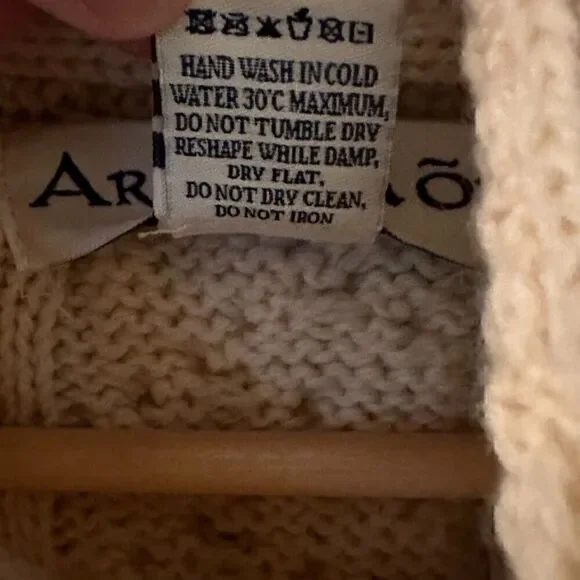 HAND WASH IN COLD
WATER 30°C MAXIMUM,
DO NOT TUMBLE DRY
RESHAPE WHILE DAMP,
DRY FLAT,
DO NOT DRY CLEAN,
DO NOT IRON